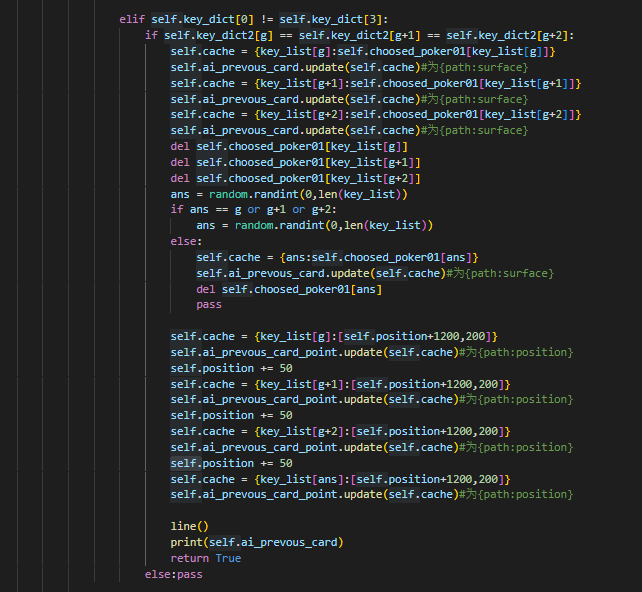 elif self.key_dict[0] != self.key_dict[3]:
if self.key_dict2[g] == self.key_dict2[g+1] == self.key_dict2[g+2]:
self.cache = {key_list[g]:self.choosed_poker01[key_list[g]]}
self.ai_prevous_card.update(self.cache)#为{path:surface}
self.cache = {key_list[g+1]:self.choosed_poker01[key_list[g+1]]}
self.ai_prevous_card.update(self.cache)#为{path:surface}
self.cache = {key_list[g+2]:self.choosed_poker01[key_list[g+2]]}
self.ai_prevous_card.update(self.cache)#为{path:surface}
del self.choosed_poker01[key_list[g]]
del self.choosed_poker01[key_list[g+1]]
del self.choosed_poker01[key_list[g+2]]
ans = random.randint(0,len(key_list))
if ans == g or g+1 or g+2:
ans = random.randint(0,len(key_list))
else:
self.cache = {ans:self.choosed_poker01[ans]}
self.ai_prevous_card.update(self.cache)#为{path:surface}
del self.choosed_poker01[ans]
pass
self.cache = {key_list[g]:[self.position+1200,200]}
self.ai_prevous_card_point.update(self.cache)#为{path:position}
self.position += 50
self.cache = {key_list[g+1]:[self.position+1200,200]}
self.ai_prevous_card_point.update(self.cache)#为{path:position}
self.position += 50
self.cache = {key_list[g+2]:[self.position+1200,200]}
self.ai_prevous_card_point.update(self.cache)#为{path:position}
self.position += 50
self.cache = {key_list[ans]:[self.position+1200,200]}
self.ai_prevous_card_point.update(self.cache)#为{path:position}
line()
print(self.ai_prevous_card)
return True
else:pass